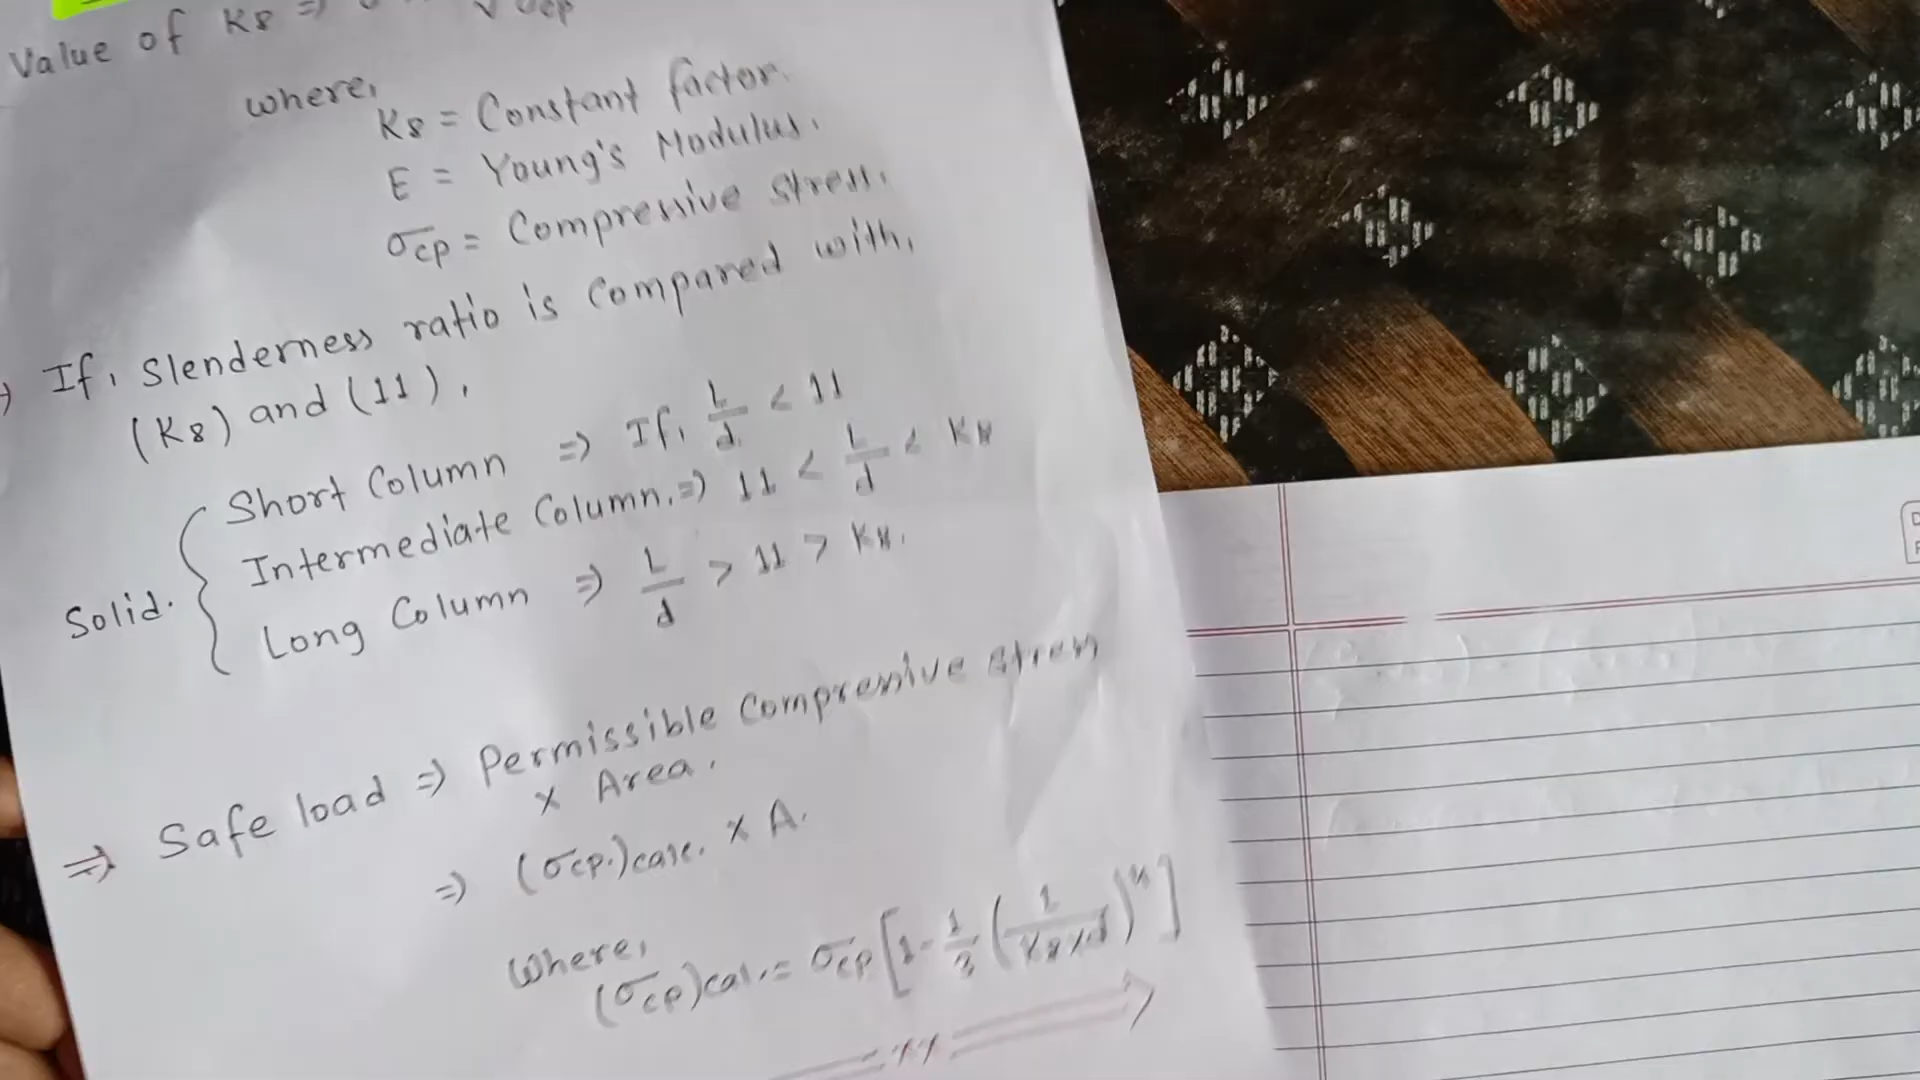 Value of K8 ⇒
where,
K8 = Constant factor.
E = Young's Modulus.
σcp = Compressive stress.
If, slenderness ratio is compared with,
(K8) and (11),
Solid. { Short Column ⇒ If, L/d < 11
Intermediate Column. ⇒ 11 < L/d < K8
Long Column ⇒ L/d > 11 > K8.
⇒ Safe load ⇒ Permissible Compressive stress
x Area.
⇒ (σcp.)calc. x A.
Where,
(σcp)cal. = σcp [1 - 1/3 (1/K8xd)^4]